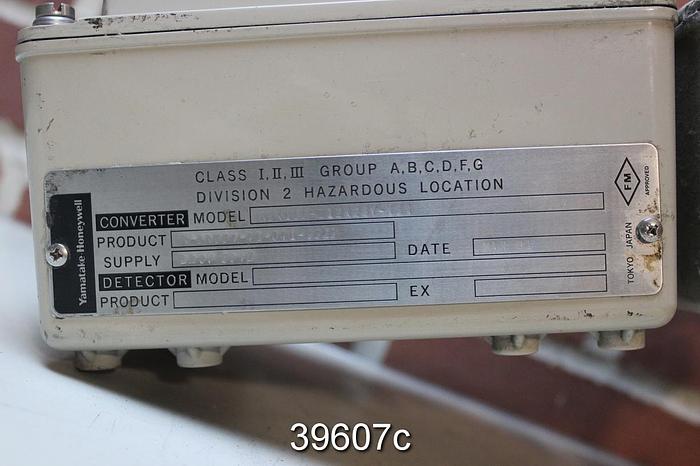 CLASS I,II,III GROUP A,B,C,D,F,G
DIVISION 2 HAZARDOUS LOCATION
FM
APPROVED
Yamatake-Honeywell
CONVERTER MODEL
PRODUCT
SUPPLY
DATE
DETECTOR MODEL
PRODUCT
EX
TOKYO JAPAN
39607c